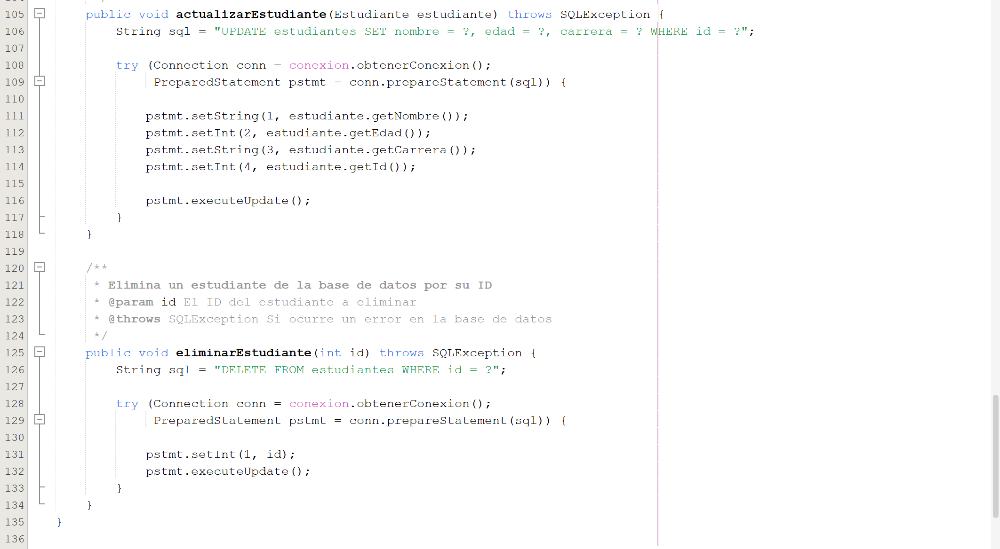 105 public void actualizarEstudiante(Estudiante estudiante) throws SQLException {
106 String sql = "UPDATE estudiantes SET nombre = ?, edad = ?, carrera = ? WHERE id = ?";
107
108 try (Connection conn = conexion.obtenerConexion();
109 PreparedStatement pstmt = conn.prepareStatement(sql)) {
110
111 pstmt.setString(1, estudiante.getNombre());
112 pstmt.setInt(2, estudiante.getEdad());
113 pstmt.setString(3, estudiante.getCarrera());
114 pstmt.setInt(4, estudiante.getId());
115
116 pstmt.executeUpdate();
117 }
118 }
119
120 /**
121 * Elimina un estudiante de la base de datos por su ID
122 * @param id El ID del estudiante a eliminar
123 * @throws SQLException Si ocurre un error en la base de datos
124 */
125 public void eliminarEstudiante(int id) throws SQLException {
126 String sql = "DELETE FROM estudiantes WHERE id = ?";
127
128 try (Connection conn = conexion.obtenerConexion();
129 PreparedStatement pstmt = conn.prepareStatement(sql)) {
130
131 pstmt.setInt(1, id);
132 pstmt.executeUpdate();
133 }
134 }
135 }
136